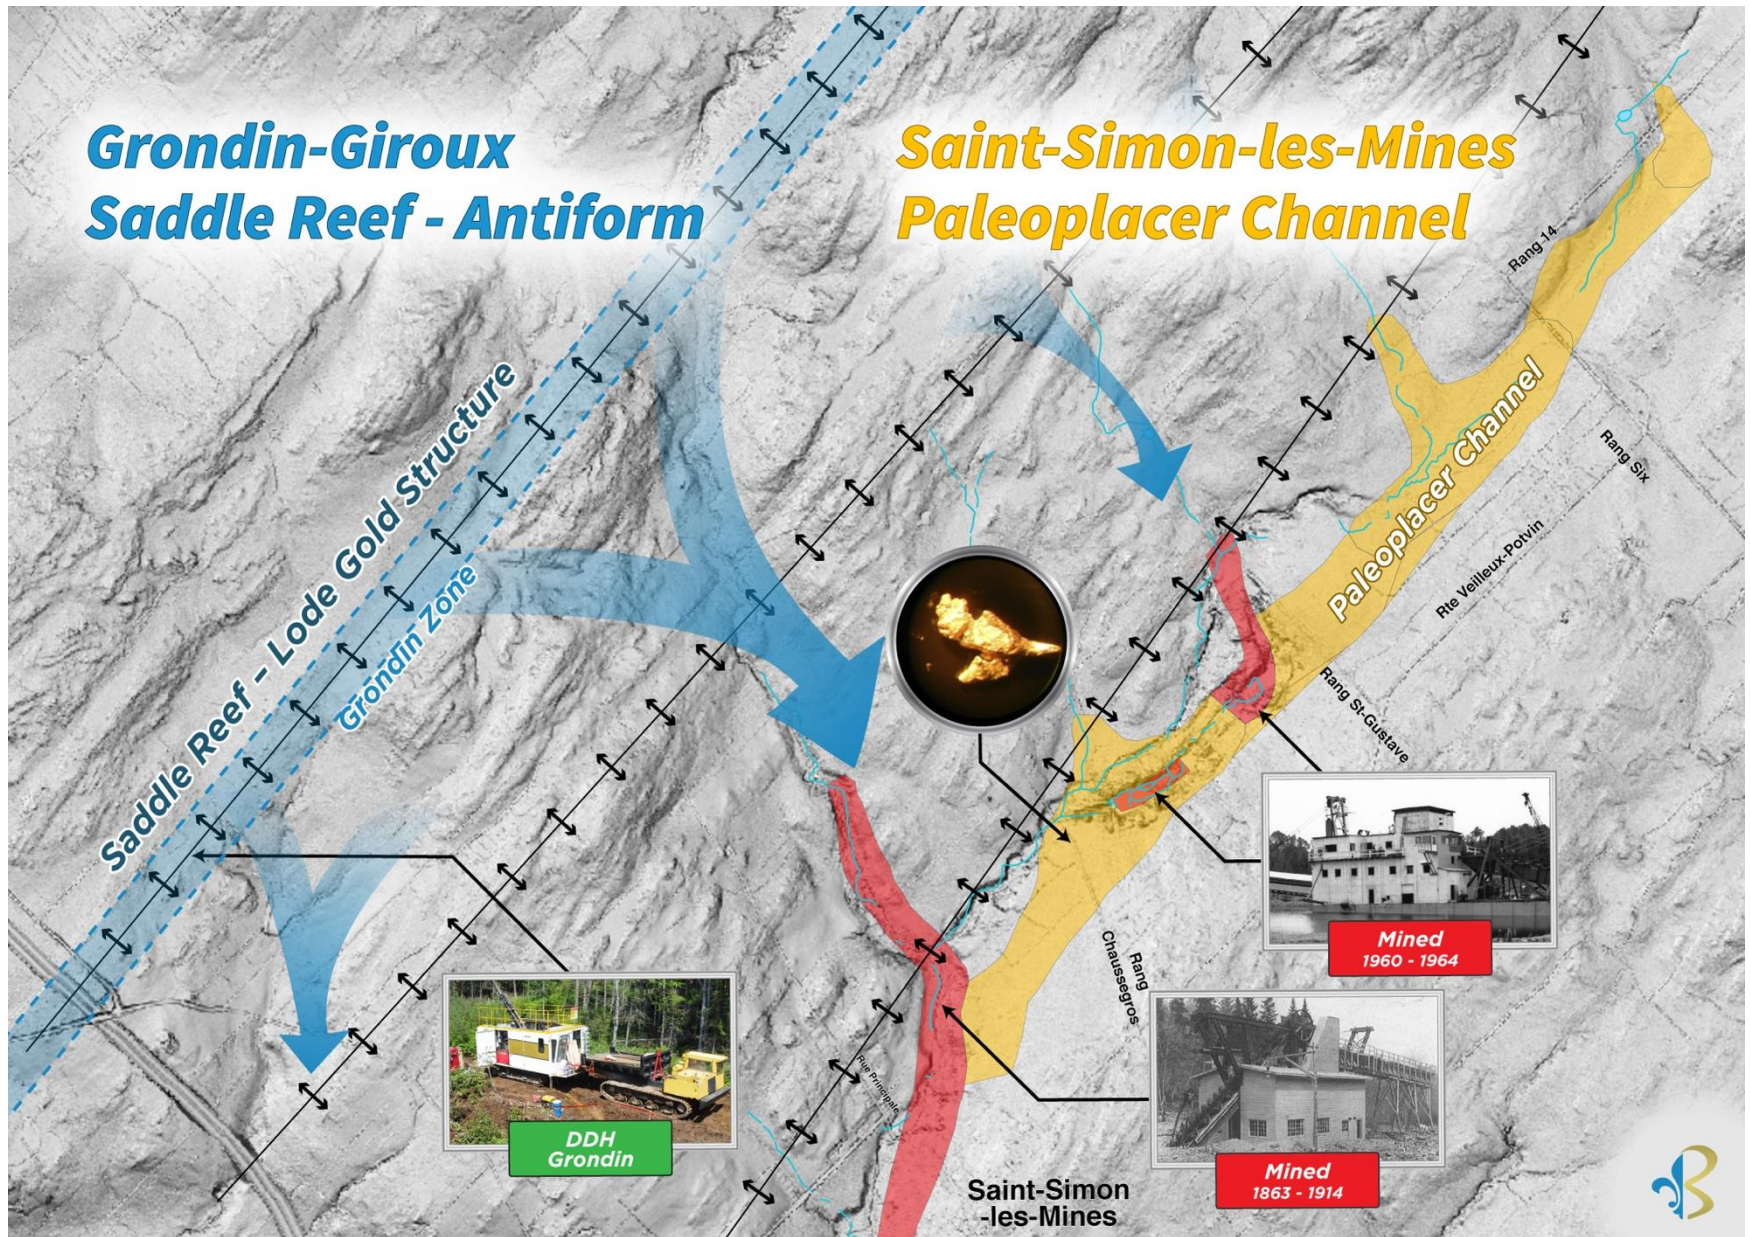 Grondin-Giroux
Saddle Reef - Antiform
Saint-Simon-les-Mines
Paleoplacer Channel
Rang 14
Saddle Reef - Lode Gold Structure
Grondin Zone
Paleoplacer Channel
Rang Six
Rte Veilleux-Potvin
Rang St-Gustave
Rang
Chaussegros
Rue Principale
Mined
1960 - 1964
DDH
Grondin
Mined
1863 - 1914
Saint-Simon
-les-Mines
B